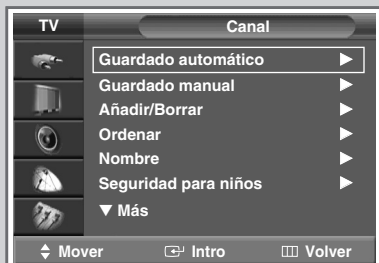 TV Canal
Guardado automático ▶
Guardado manual ▶
Añadir/Borrar ▶
Ordenar ▶
Nombre ▶
Seguridad para niños ▶
▼ Más
Mover Intro Volver